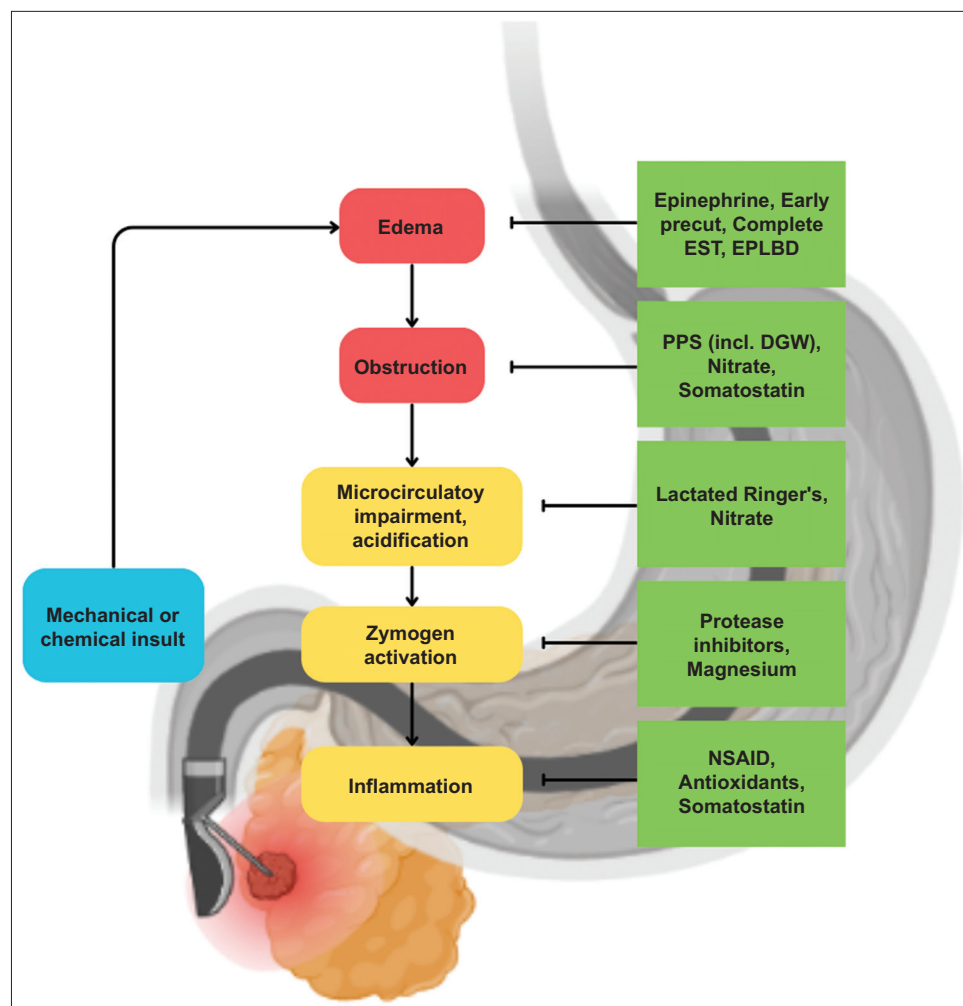 Edema
Epinephrine, Early
precut, Complete
EST, EPLBD
Obstruction
PPS (incl. DGW),
Nitrate,
Somatostatin
Microcirculatoy
impairment,
acidification
Lactated Ringer's,
Nitrate
Mechanical or
chemical insult
Zymogen
activation
Protease
inhibitors,
Magnesium
Inflammation
NSAID,
Antioxidants,
Somatostatin